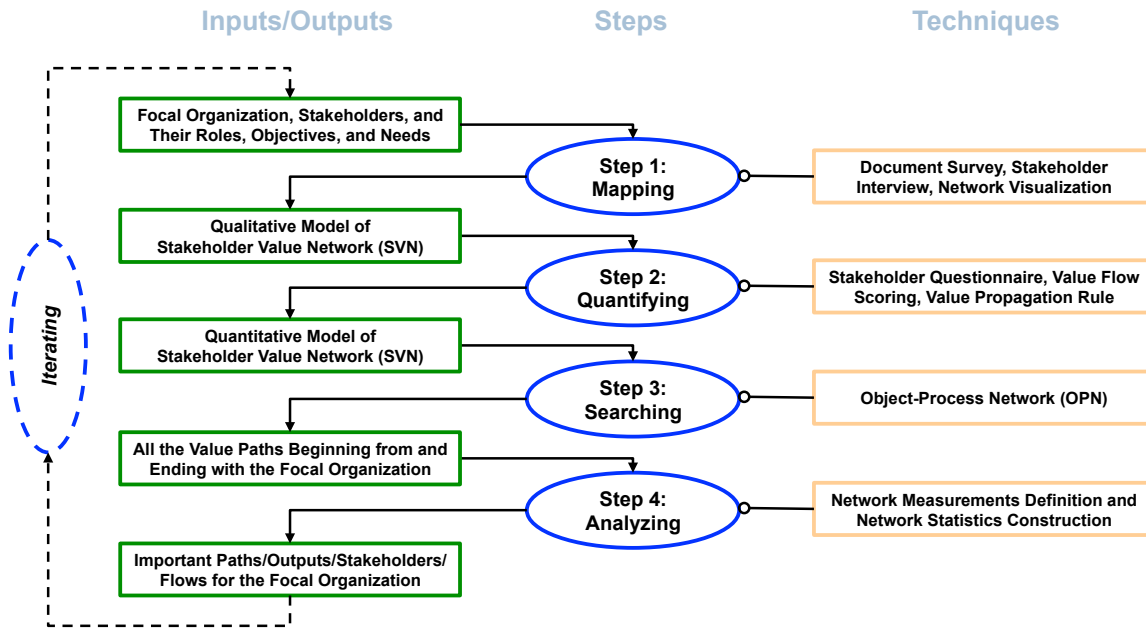 Inputs/Outputs
Steps
Techniques
Focal Organization, Stakeholders, and
Their Roles, Objectives, and Needs
Step 1:
Mapping
Document Survey, Stakeholder
Interview, Network Visualization
Qualitative Model of
Stakeholder Value Network (SVN)
Step 2:
Quantifying
Stakeholder Questionnaire, Value Flow
Scoring, Value Propagation Rule
Iterating
Quantitative Model of
Stakeholder Value Network (SVN)
Step 3:
Searching
Object-Process Network (OPN)
All the Value Paths Beginning from and
Ending with the Focal Organization
Step 4:
Analyzing
Network Measurements Definition and
Network Statistics Construction
Important Paths/Outputs/Stakeholders/
Flows for the Focal Organization